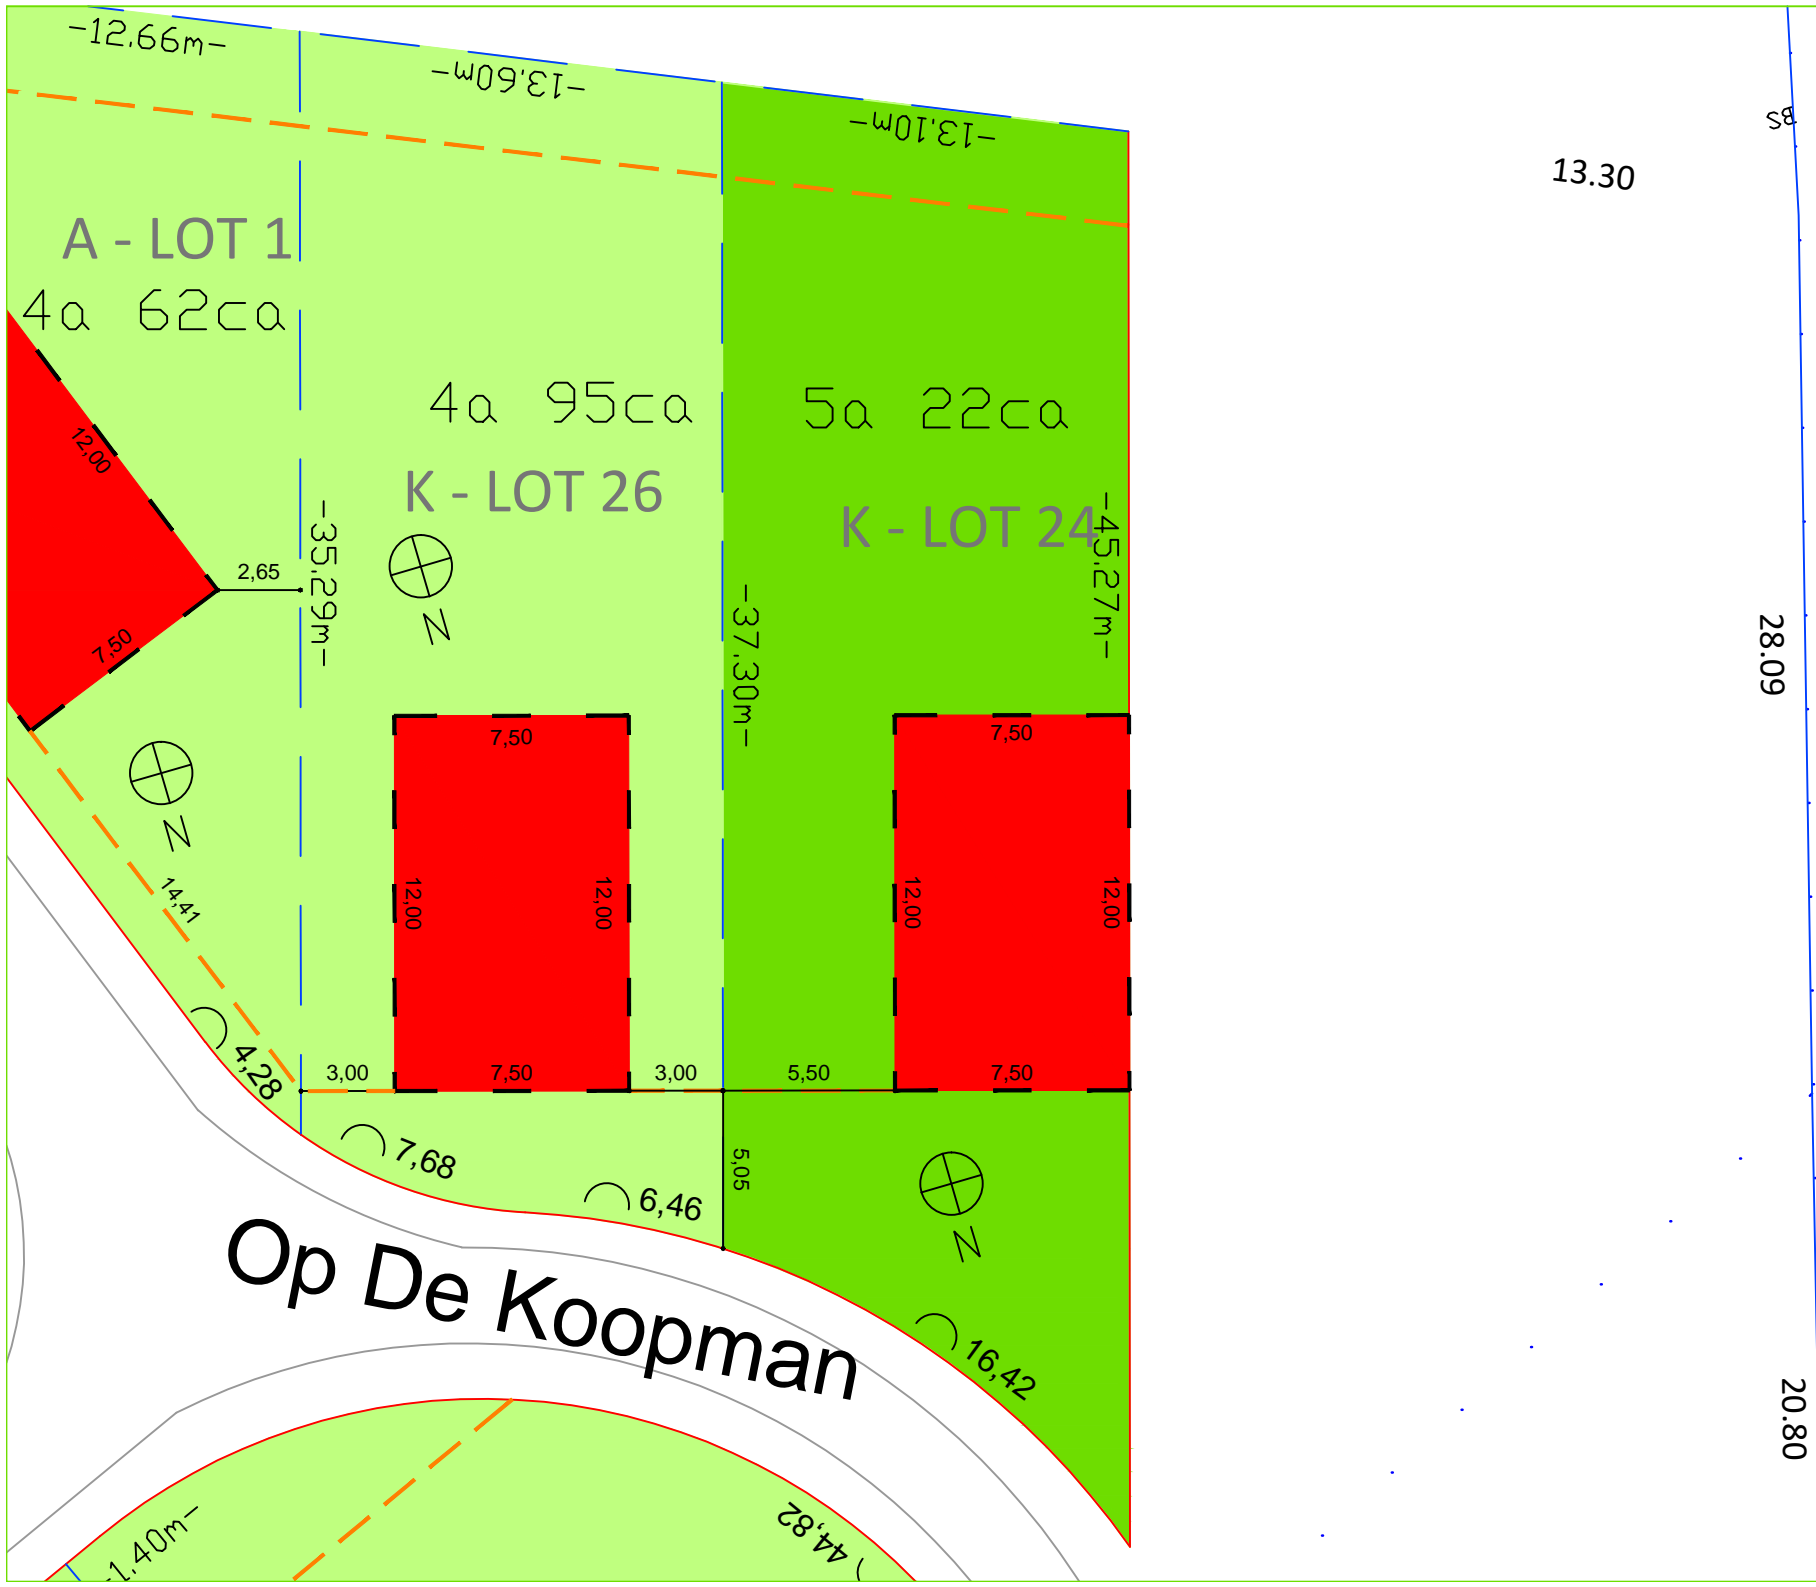 -12.66m-
-13.60m-
-13.10m-
13.30
A - LOT 1
4a 62ca
4a 95ca
K - LOT 26
5a 22ca
K - LOT 24
12,00
7,50
2,65
-35.29m-
-37.30m-
-45.27m-
28.09
N
N
7,50
12,00
12,00
7,50
12,00
12,00
14,41
4,28
3,00
7,50
3,00
5,50
7,50
5,05
7,68
6,46
N
16,42
Op De Koopman
20.80
44,82